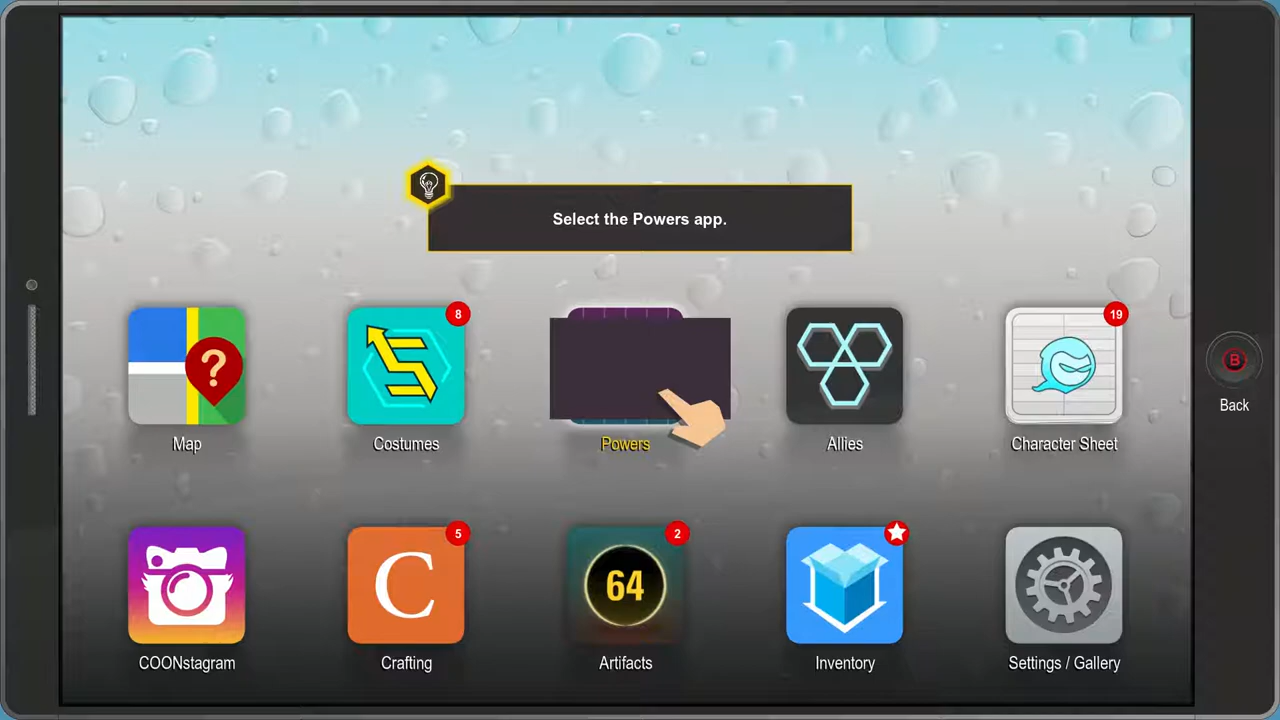 Select the Powers app.
8
19
?
B
Back
Map
Costumes
Powers
Allies
Character Sheet
5
2
C
64
COONstagram
Crafting
Artifacts
Inventory
Settings / Gallery